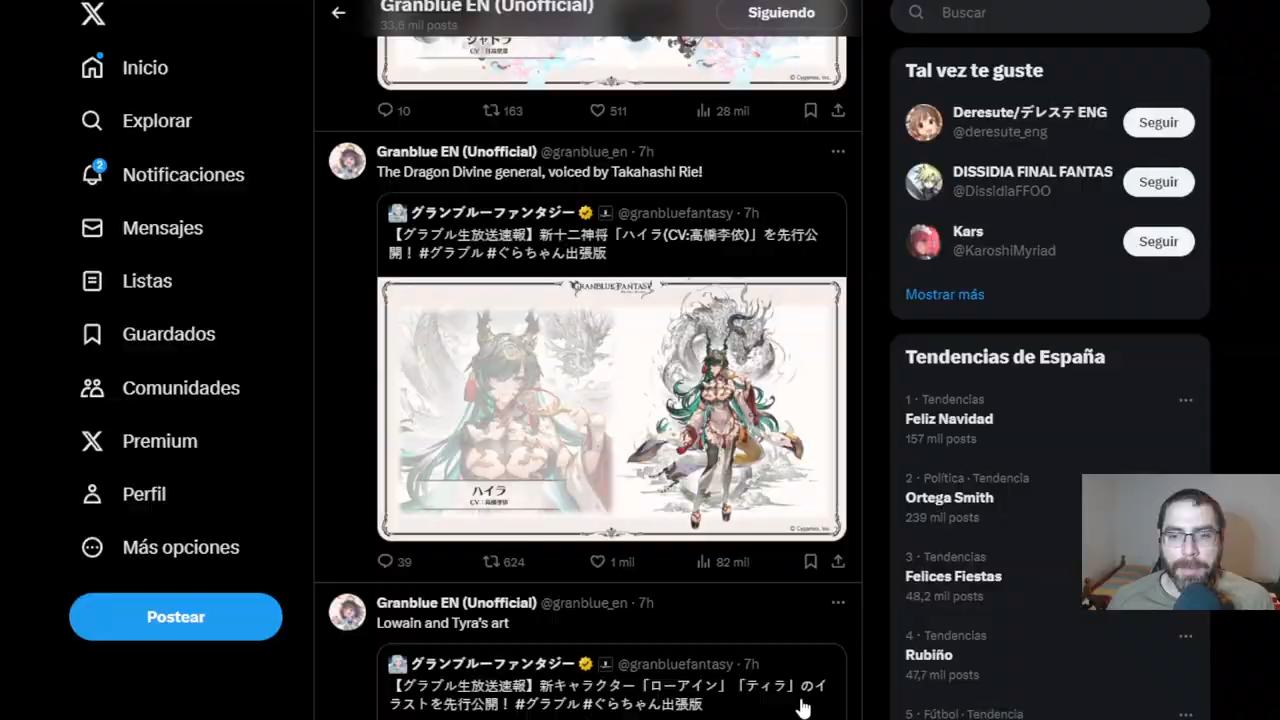 Inicio
Explorar
2
Notificaciones
Mensajes
Listas
Guardados
Comunidades
Premium
Perfil
Más opciones
Postear
Granblue EN (Unofficial)
33,6 mil posts
Siguiendo
© Cygames, Inc.
10
163
511
28 mil
Granblue EN (Unofficial) @granblue_en · 7h
The Dragon Divine general, voiced by Takahashi Rie!
グランブルーファンタジー @granbluefantasy · 7h
【グラブル生放送速報】新十二神将「ハイラ(CV:高橋李依)」を先行公
開！ #グラブル #ぐらちゃん出張版
GRANBLUE FANTASY
ハイラ
CV：高橋李依
© Cygames, Inc.
39
624
1 mil
82 mil
Granblue EN (Unofficial) @granblue_en · 7h
Lowain and Tyra's art
グランブルーファンタジー @granbluefantasy · 7h
【グラブル生放送速報】新キャラクター「ローアイン」「ティラ」のイ
ラストを先行公開！ #グラブル #ぐらちゃん出張版
Buscar
Tal vez te guste
Deresute/デレステ ENG
@deresute_eng
Seguir
DISSIDIA FINAL FANTAS
@DissidiaFFOO
Seguir
Kars
@KaroshiMyriad
Seguir
Mostrar más
Tendencias de España
1 · Tendencias
Feliz Navidad
157 mil posts
2 · Política · Tendencia
Ortega Smith
239 mil posts
3 · Tendencias
Felices Fiestas
48,2 mil posts
4 · Tendencias
Rubiño
47,7 mil posts
5 · Fútbol · Tendencia